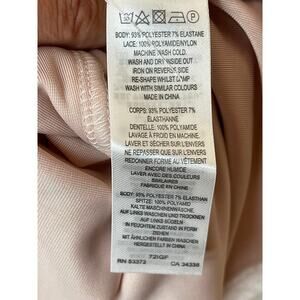 BODY: 93% POLYESTER 7% ELASTANE
LACE: 100% POLYAMIDE/NYLON
MACHINE WASH COLD.
WASH AND DRY INSIDE OUT
IRON ON REVERSE SIDE.
RE-SHAPE WHILST DAMP
WASH WITH SIMILAR COLOURS
CORPS: 93% POLYESTER 7%
ÉLASTHANNE
DENTELLE: 100% POLYAMIDE
LAVAGE À FROID EN MACHINE.
LAVER ET SÉCHER SUR L'ENVERS
NE REPASSER QUE SUR L'ENVERS
REDONNER FORME AU VÊTEMENT
ENCORE HUMIDE
LAVER AVEC DES COULEURS
SIMILAIRES
FABRIQUÉ EN CHINE
BODY: 93% POLYESTER 7% ELASTHAN
SPITZE: 100% POLYAMID
KALTE MASCHINENWÄSCHE
AUF LINKS WASCHEN UND TROCKNEN
AUF LINKS BÜGELN
IN FEUCHTEM ZUSTAND IN FORM
ZIEHEN
MIT ÄHNLICHEN FARBEN WASCHEN
HERGESTELLT IN CHINA
RN 53372 CA 34338